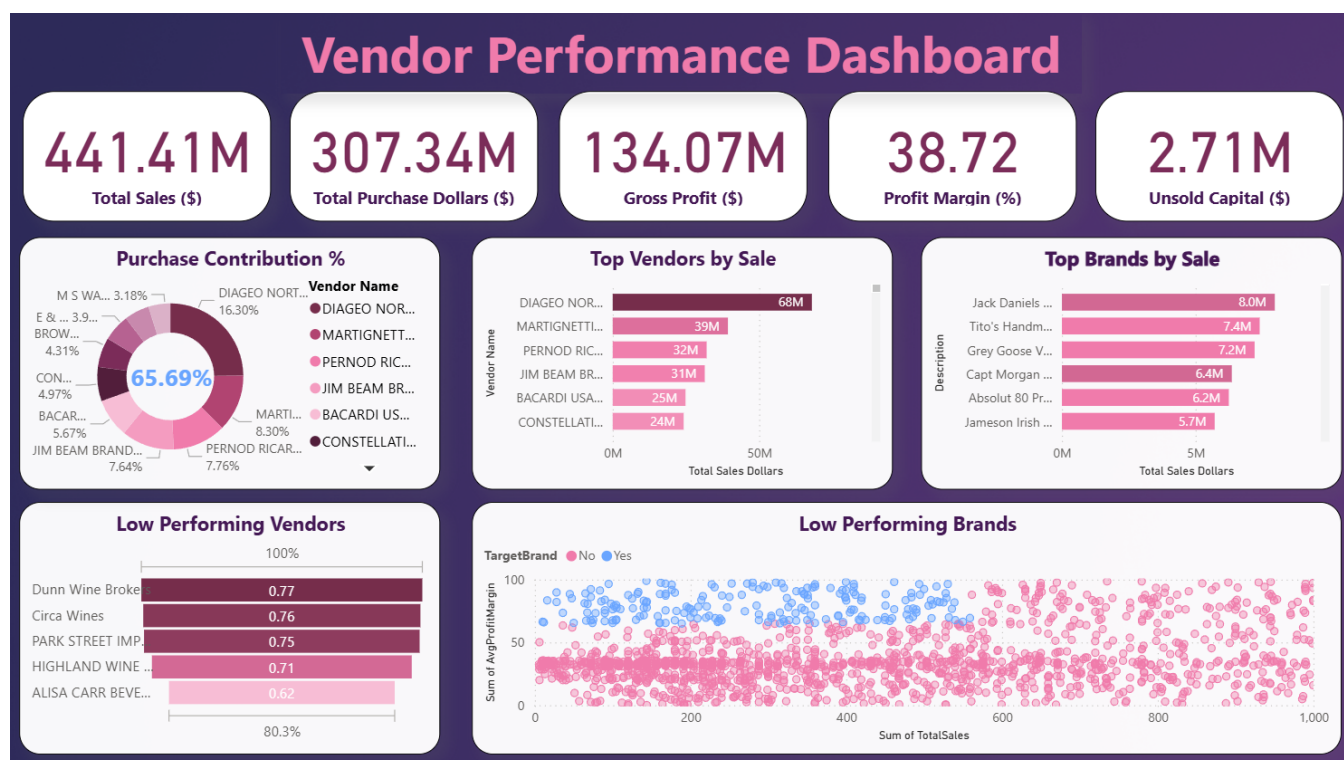 Vendor Performance Dashboard
441.41M
Total Sales ($)
307.34M
Total Purchase Dollars ($)
134.07M
Gross Profit ($)
38.72
Profit Margin (%)
2.71M
Unsold Capital ($)
Purchase Contribution %
M S WA... 3.18%
E & ... 3.9...
BROW...
4.31%
CON...
4.97%
BACAR...
5.67%
JIM BEAM BRAND...
7.64%
DIAGEO NORT...
16.30%
MARTI...
8.30%
PERNOD RICAR...
7.76%
65.69%
Vendor Name
DIAGEO NOR...
MARTIGNETT...
PERNOD RIC...
JIM BEAM BR...
BACARDI US...
CONSTELLATI...
Top Vendors by Sale
Vendor Name
DIAGEO NOR... 68M
MARTIGNETTI... 39M
PERNOD RIC... 32M
JIM BEAM BR... 31M
BACARDI USA... 25M
CONSTELLATI... 24M
0M 50M
Total Sales Dollars
Top Brands by Sale
Description
Jack Daniels ... 8.0M
Tito's Handm... 7.4M
Grey Goose V... 7.2M
Capt Morgan ... 6.4M
Absolut 80 Pr... 6.2M
Jameson Irish ... 5.7M
0M 5M
Total Sales Dollars
Low Performing Vendors
100%
Dunn Wine Brokers 0.77
Circa Wines 0.76
PARK STREET IMP... 0.75
HIGHLAND WINE ... 0.71
ALISA CARR BEVE... 0.62
80.3%
Low Performing Brands
TargetBrand No Yes
Sum of AvgProfitMargin
100
50
0
0 200 400 600 800 1,000
Sum of TotalSales